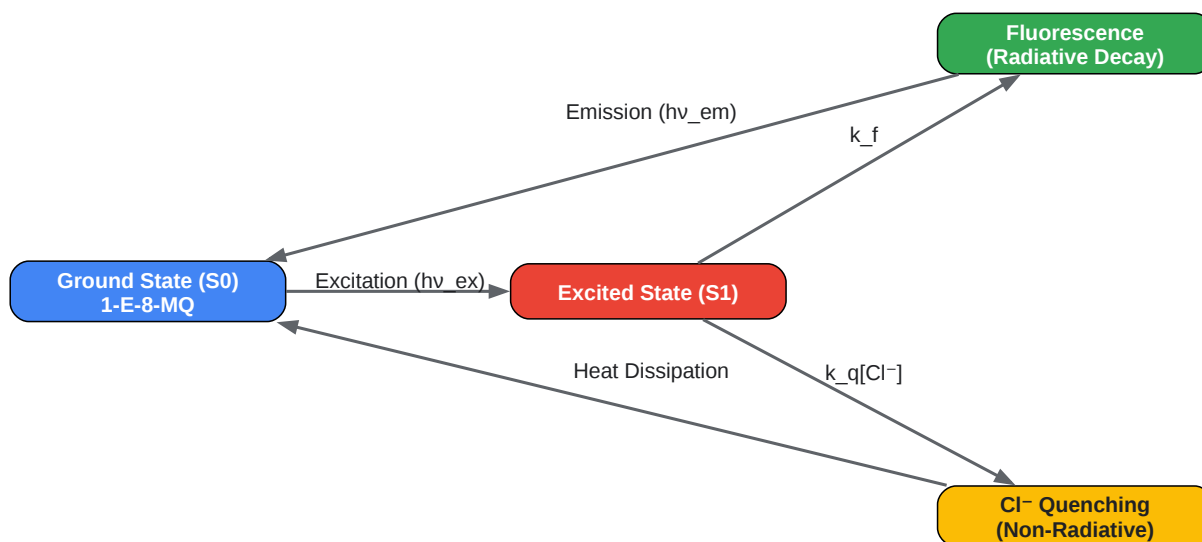 Fluorescence
(Radiative Decay)
Emission (hν_em)
k_f
Ground State (S0)
1-E-8-MQ
Excitation (hν_ex)
Excited State (S1)
Heat Dissipation
k_q[Cl⁻]
Cl⁻ Quenching
(Non-Radiative)